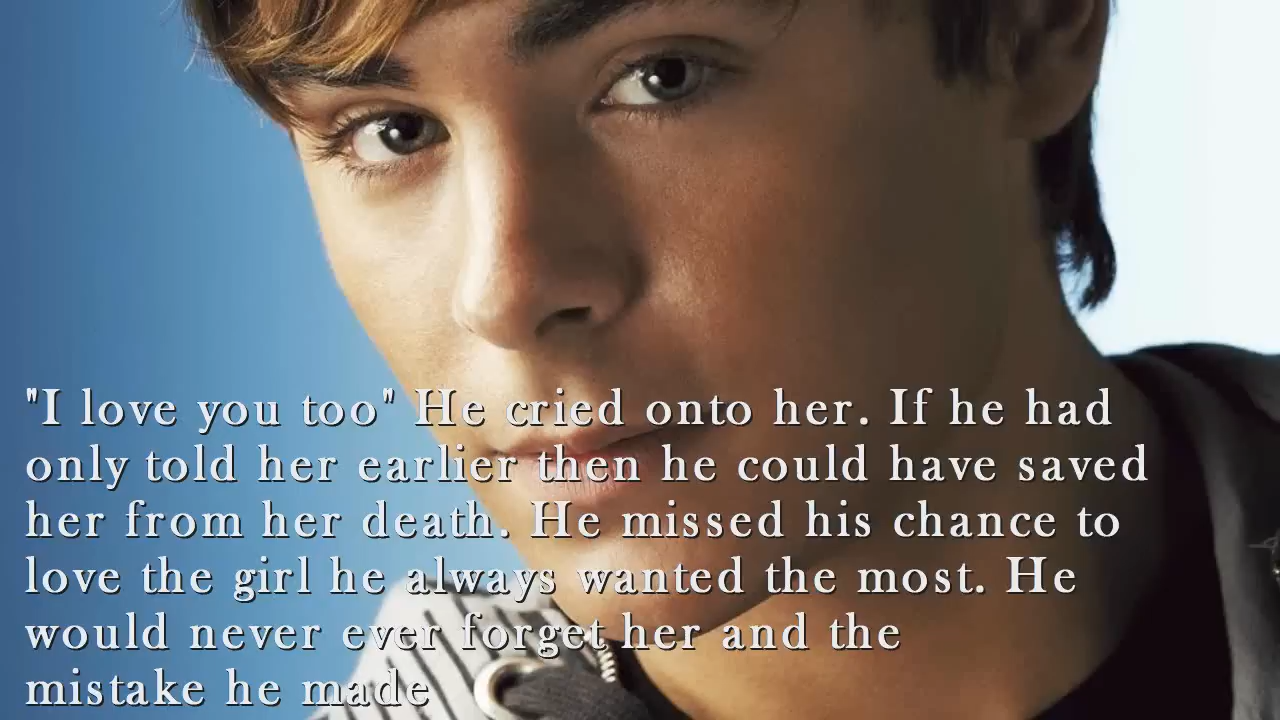 "I love you too" He cried onto her. If he had
only told her earlier then he could have saved
her from her death. He missed his chance to
love the girl he always wanted the most. He
would never ever forget her and the
mistake he made